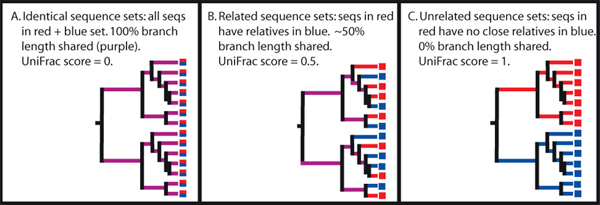 A. Identical sequence sets: all seqs
in red + blue set. 100% branch
length shared (purple).
UniFrac score = 0.
B. Related sequence sets: seqs in red
have relatives in blue. ~50%
branch length shared.
UniFrac score = 0.5.
C. Unrelated sequence sets: seqs in
red have no close relatives in blue.
0% branch length shared.
UniFrac score = 1.